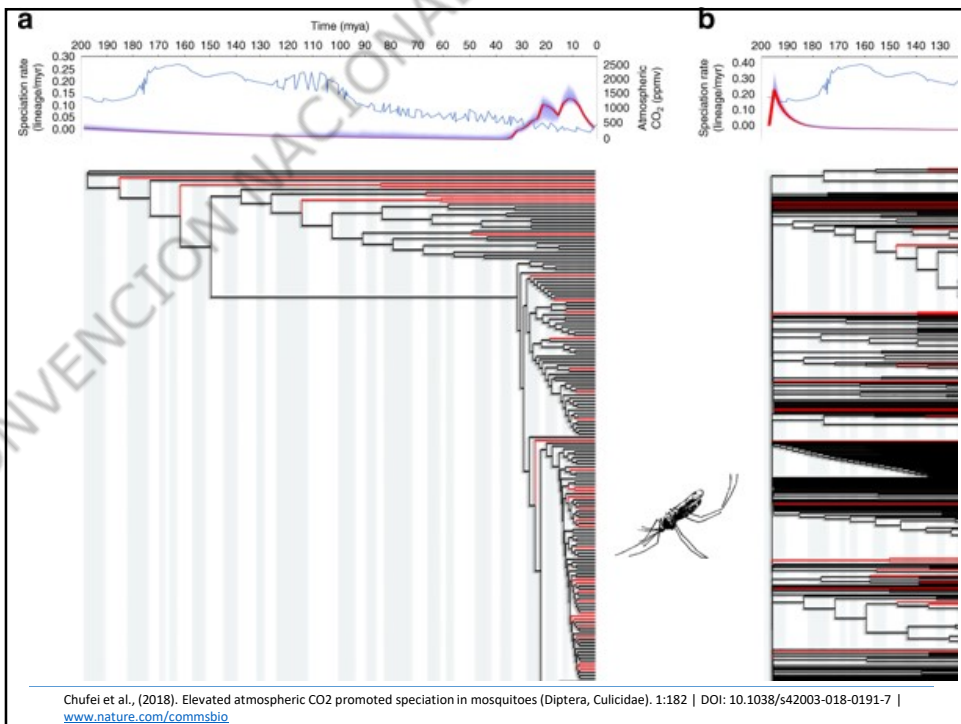 a
b
Time (mya)
200 190 180 170 160 150 140 130 120 110 100 90 80 70 60 50 40 30 20 10 0
200 190 180 170 160 150 140 130
Speciation rate
(lineage/myr)
0.30
0.25
0.20
0.15
0.10
0.05
0.00
2500
2000
1500
1000
500
0
Atmospheric
CO2 (ppmv)
Speciation rate
(lineage/myr)
0.40
0.30
0.20
0.10
0.00
ONVENCION NACIONAL
Chufei et al., (2018). Elevated atmospheric CO2 promoted speciation in mosquitoes (Diptera, Culicidae). 1:182 | DOI: 10.1038/s42003-018-0191-7 |
www.nature.com/commsbio